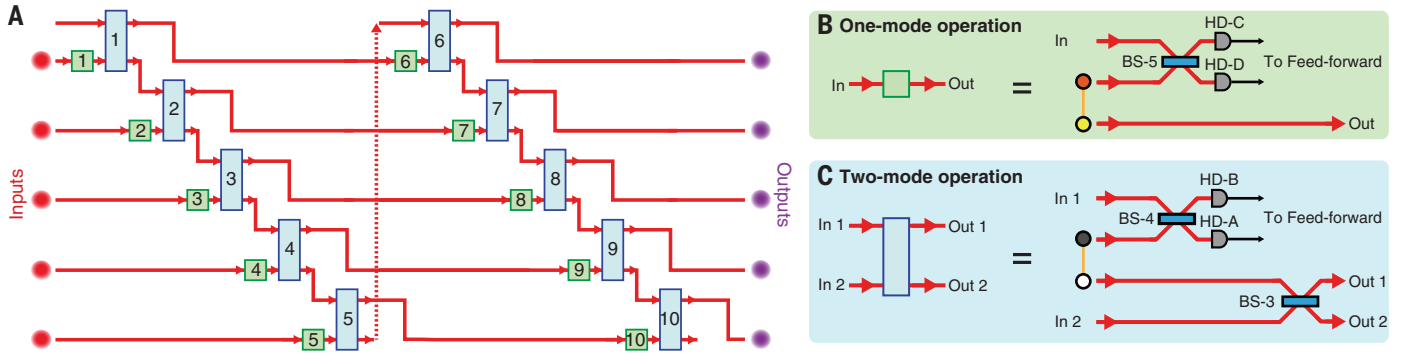 A
1
6
1
6
2
7
2
7
3
8
3
8
4
9
4
9
5
10
5
10
Inputs
Outputs
B One-mode operation
In
Out
=
In
HD-C
BS-5
HD-D
To Feed-forward
Out
C Two-mode operation
In 1
Out 1
In 2
Out 2
=
In 1
HD-B
BS-4
HD-A
To Feed-forward
BS-3
Out 1
In 2
Out 2